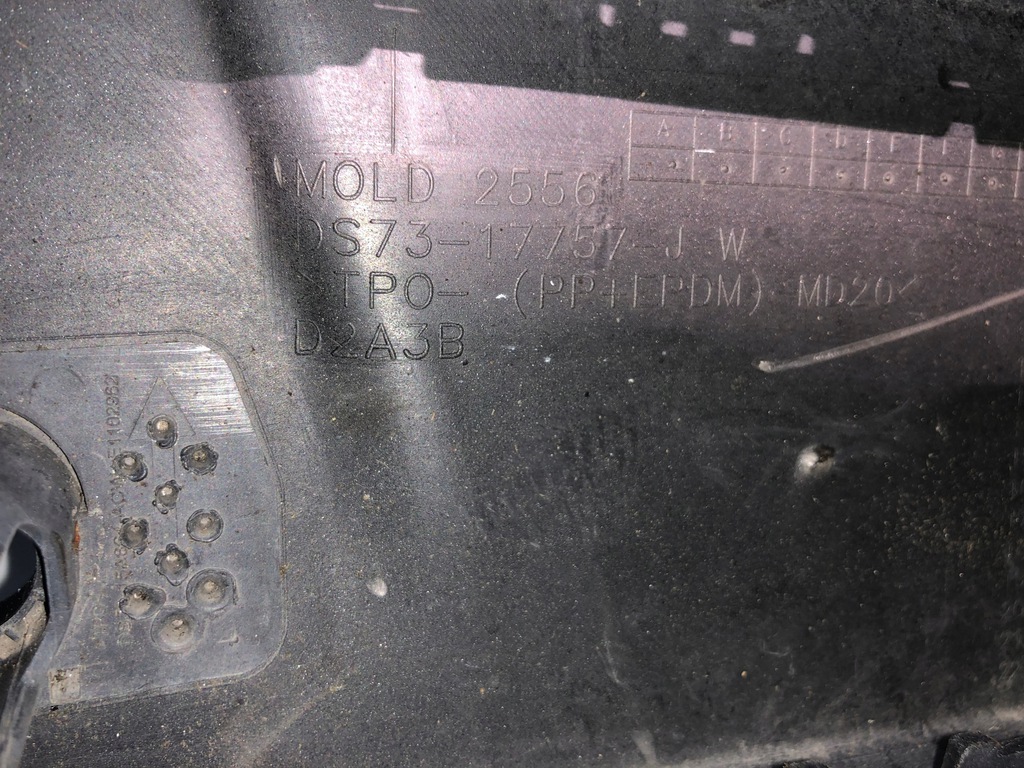 A B C D E F G
MOLD 2556
DS73-17757-J W
TPO- (PP+EPDM) MD20<
D2A3B